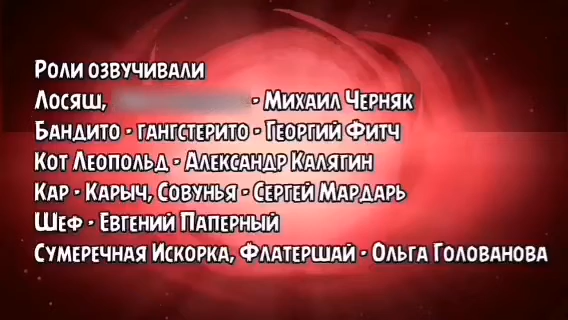 Роли озвучивали
Лосяш, - Михаил Черняк
Бандито - гангстерито - Георгий Фитч
Кот Леопольд - Александр Калягин
Кар - Карыч, Совунья - Сергей Мардарь
Шеф - Евгений Паперный
Сумеречная Искорка, Флатершай - Ольга Голованова